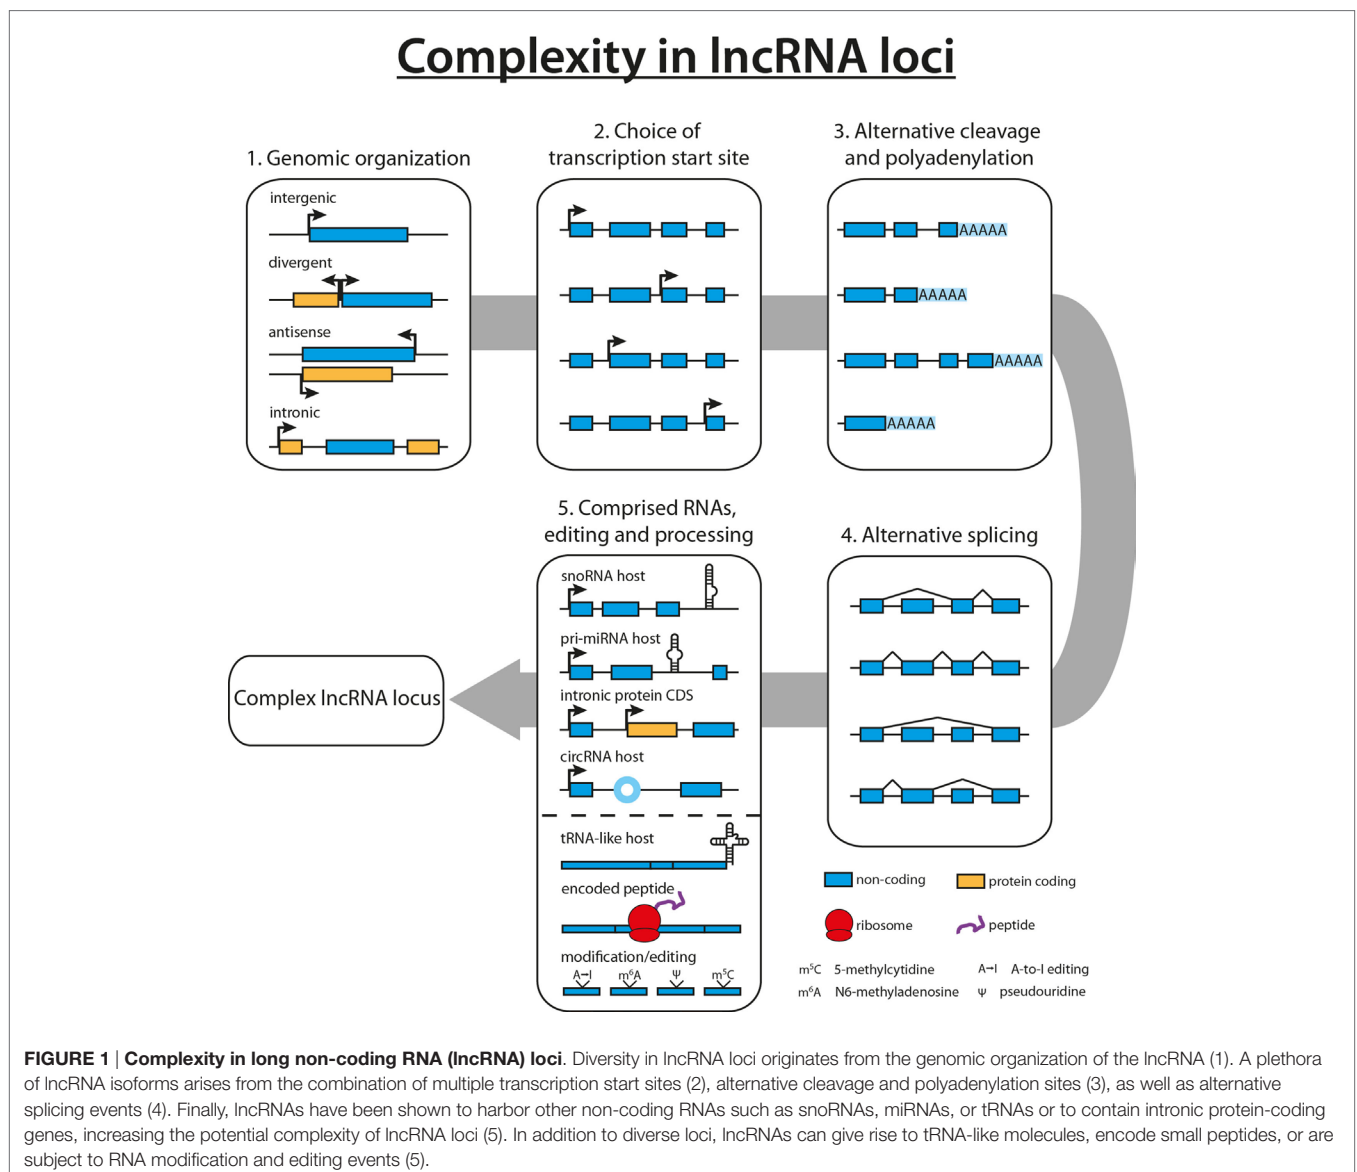 Complexity in lncRNA loci
1. Genomic organization
intergenic
divergent
antisense
intronic
2. Choice of
transcription start site
3. Alternative cleavage
and polyadenylation
AAAAA
AAAAA
AAAAA
AAAAA
4. Alternative splicing
5. Comprised RNAs,
editing and processing
snoRNA host
pri-miRNA host
intronic protein CDS
circRNA host
tRNA-like host
encoded peptide
modification/editing
A→I m⁶A Ψ m⁵C
Complex lncRNA locus
non-coding protein coding
ribosome peptide
m⁵C 5-methylcytidine A→I A-to-I editing
m⁶A N6-methyladenosine Ψ pseudouridine
FIGURE 1 | Complexity in long non-coding RNA (lncRNA) loci. Diversity in lncRNA loci originates from the genomic organization of the lncRNA (1). A plethora
of lncRNA isoforms arises from the combination of multiple transcription start sites (2), alternative cleavage and polyadenylation sites (3), as well as alternative
splicing events (4). Finally, lncRNAs have been shown to harbor other non-coding RNAs such as snoRNAs, miRNAs, or tRNAs or to contain intronic protein-coding
genes, increasing the potential complexity of lncRNA loci (5). In addition to diverse loci, lncRNAs can give rise to tRNA-like molecules, encode small peptides, or are
subject to RNA modification and editing events (5).